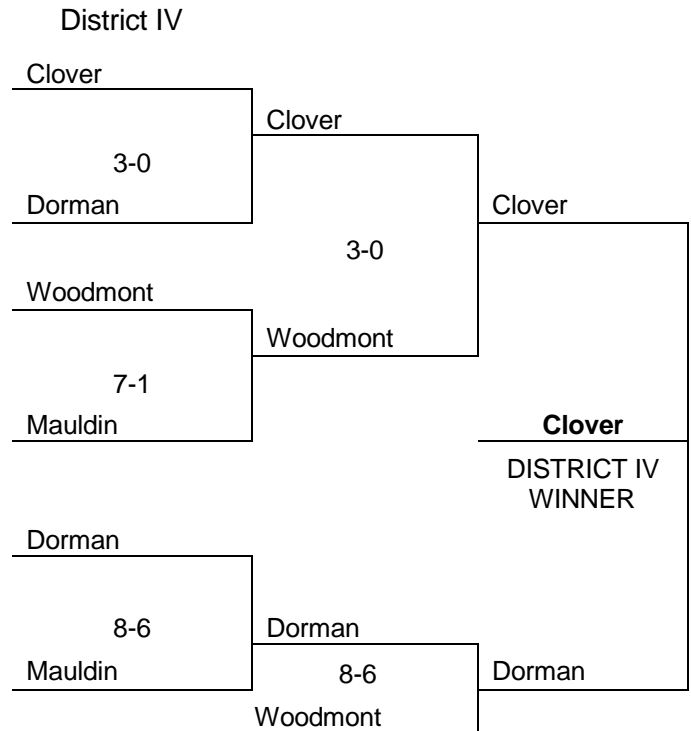 District IV
Clover
Clover
3-0
Dorman
Clover
3-0
Woodmont
Woodmont
7-1
Mauldin
Clover
DISTRICT IV
WINNER
Dorman
8-6
Dorman
Mauldin
8-6
Dorman
Woodmont